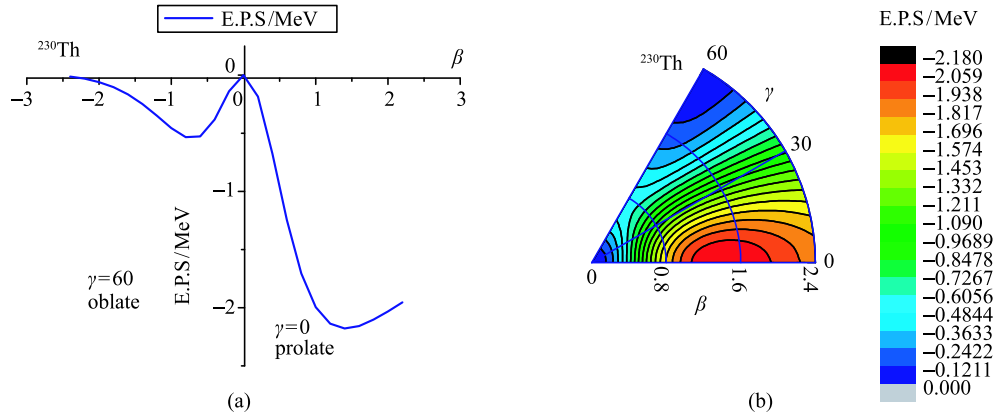 E.P.S/MeV
²³⁰Th
β
0
−3
−2
−1
0
1
2
3
−1
−2
E.P.S/MeV
γ=60
oblate
γ=0
prolate
(a)
²³⁰Th
60
γ
30
0
0
0.8
1.6
2.4
β
(b)
E.P.S/MeV
−2.180
−2.059
−1.938
−1.817
−1.696
−1.574
−1.453
−1.332
−1.211
−1.090
−0.9689
−0.8478
−0.7267
−0.6056
−0.4844
−0.3633
−0.2422
−0.1211
0.000